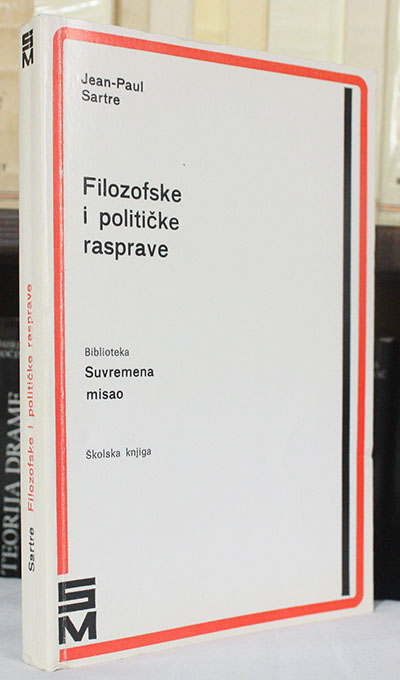 SM
Jean-Paul
Sartre
Filozofske
i političke
rasprave
Biblioteka
Suvremena
misao
Školska knjiga
SM
Sartre Filozofske i političke rasprave
TEORIJA DRAME